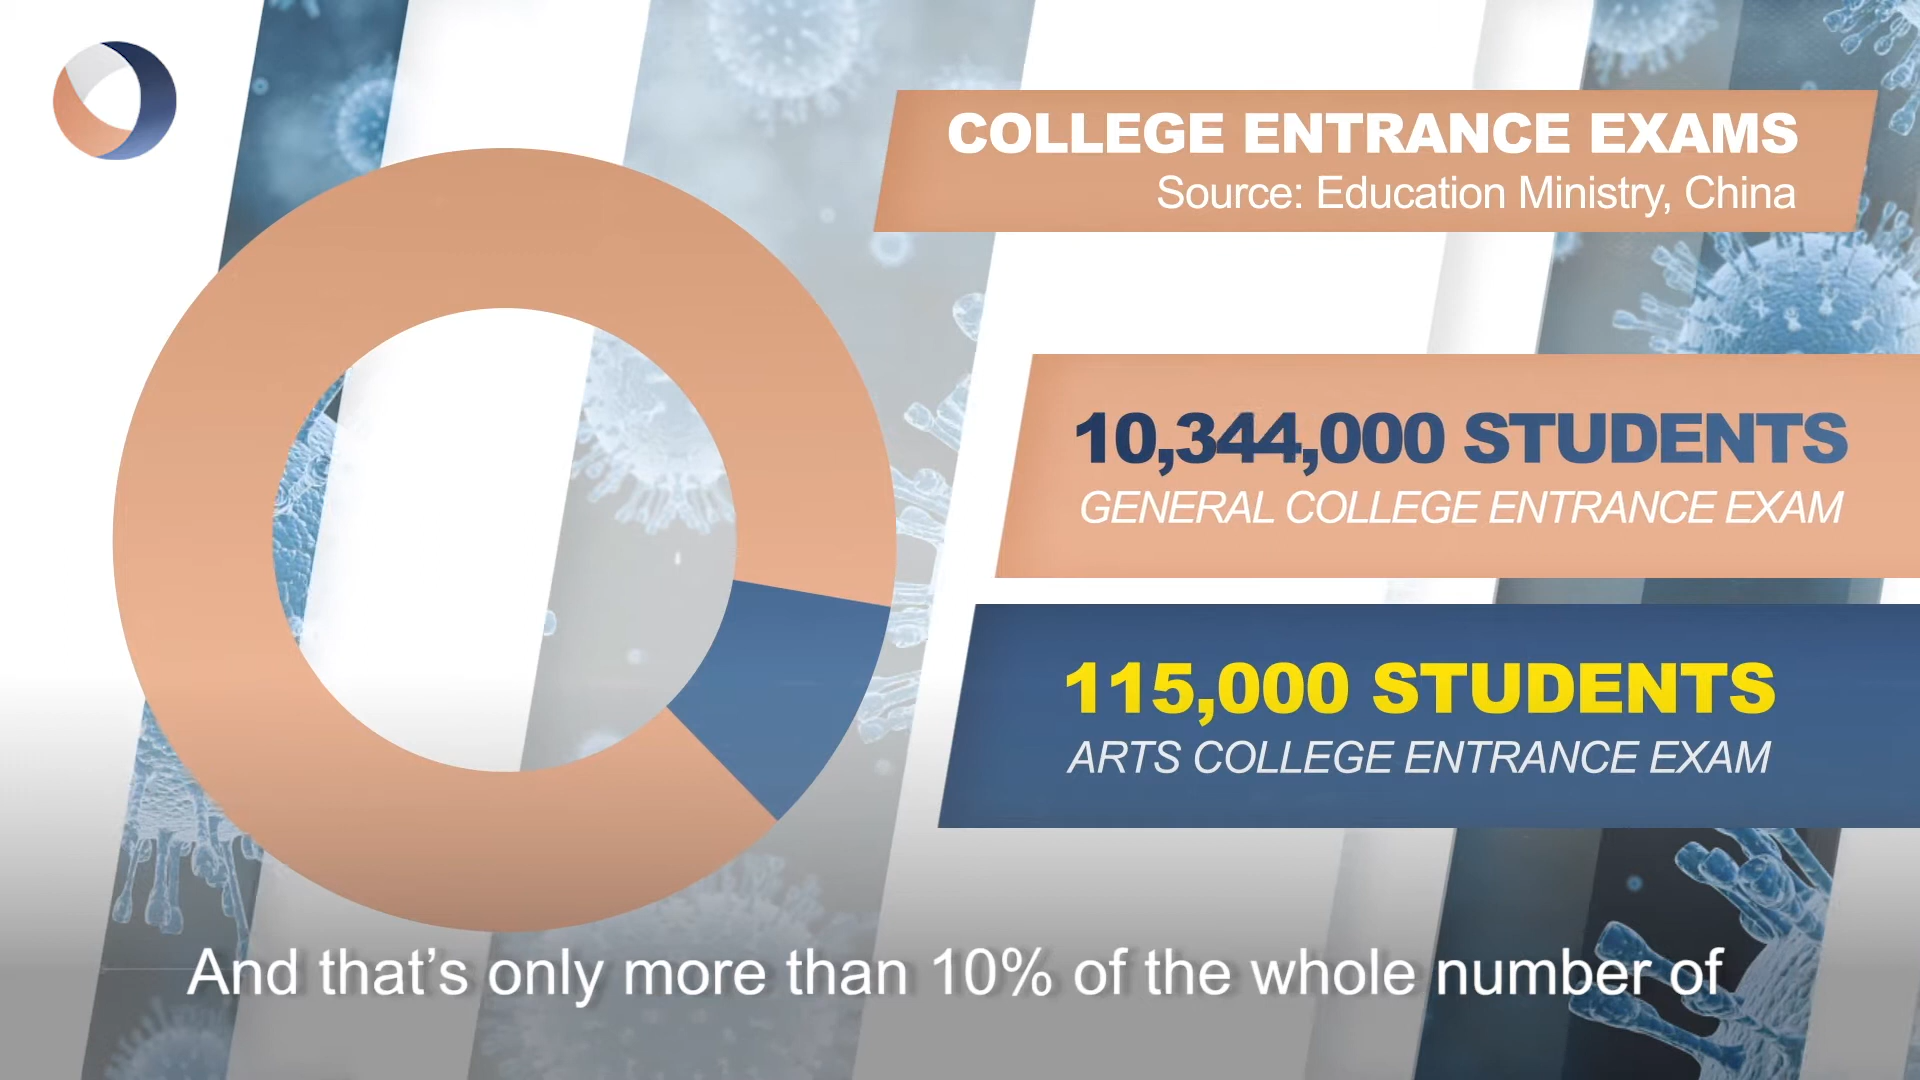 COLLEGE ENTRANCE EXAMS
Source: Education Ministry, China
10,344,000 STUDENTS
GENERAL COLLEGE ENTRANCE EXAM
115,000 STUDENTS
ARTS COLLEGE ENTRANCE EXAM
And that's only more than 10% of the whole number of